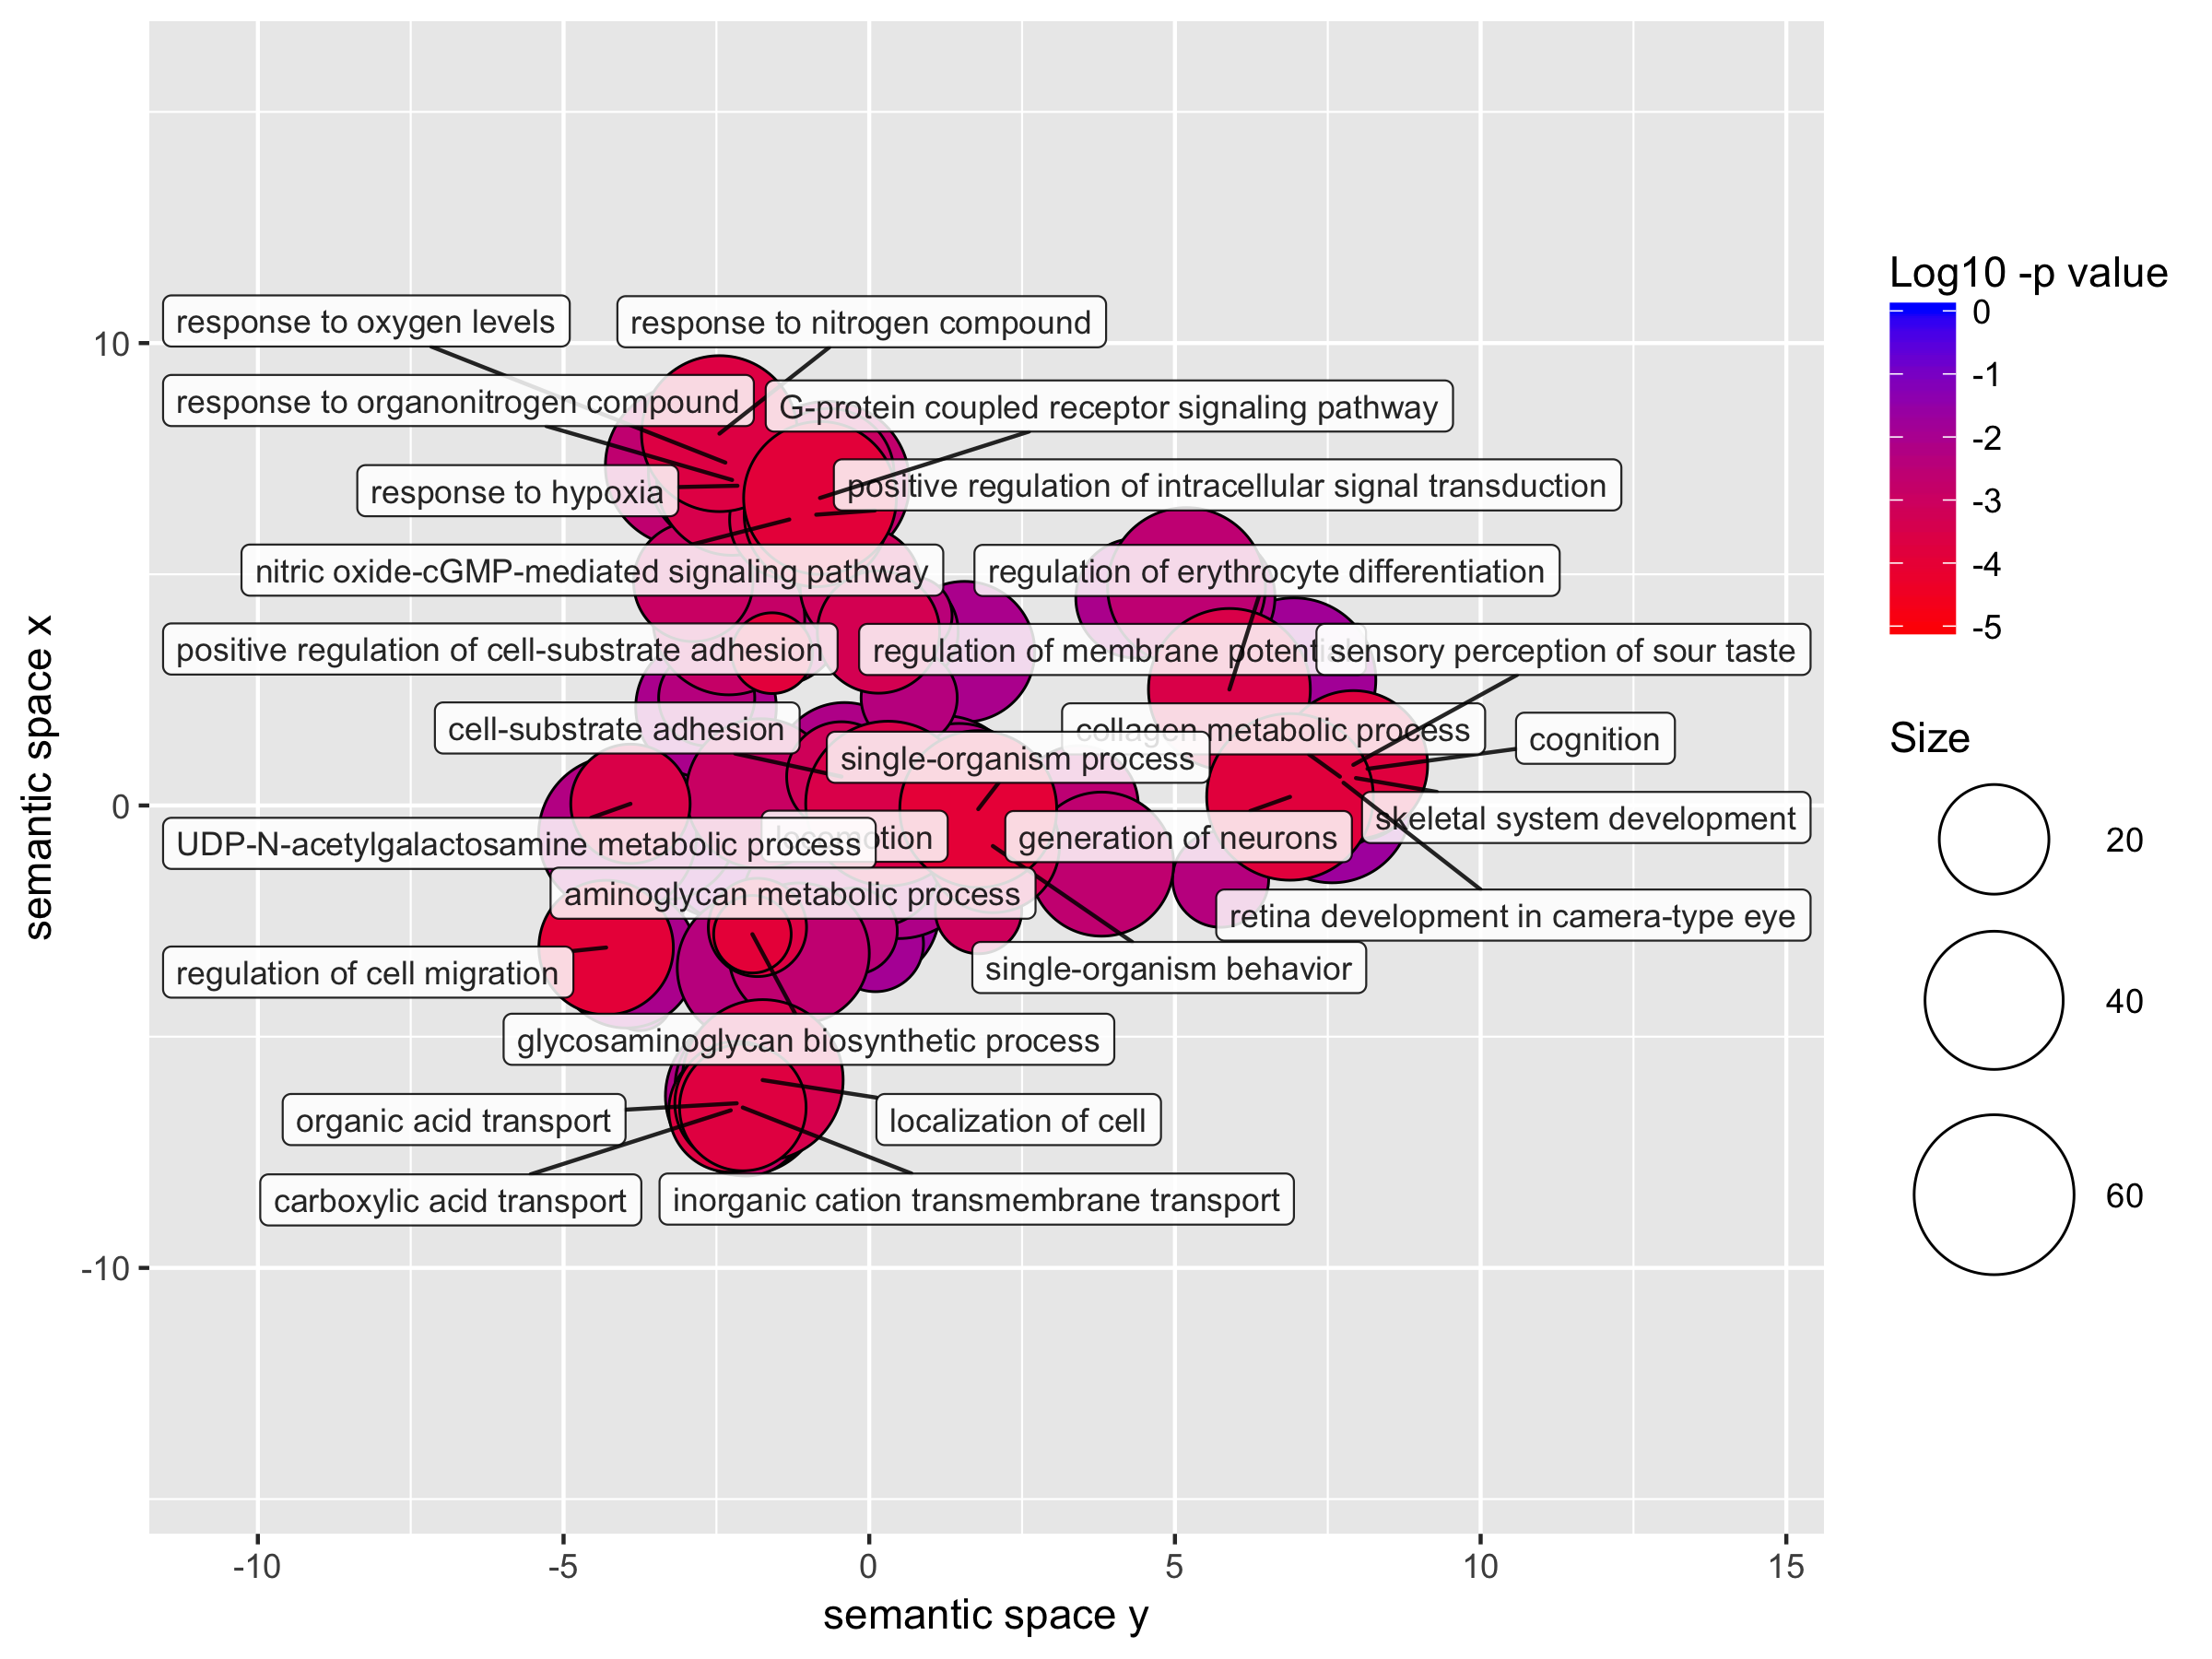 response to oxygen levels
response to nitrogen compound
response to organonitrogen compound
G-protein coupled receptor signaling pathway
response to hypoxia
positive regulation of intracellular signal transduction
nitric oxide-cGMP-mediated signaling pathway
regulation of erythrocyte differentiation
positive regulation of cell-substrate adhesion
regulation of membrane potential
sensory perception of sour taste
cell-substrate adhesion
collagen metabolic process
cognition
single-organism process
skeletal system development
locomotion
generation of neurons
UDP-N-acetylgalactosamine metabolic process
aminoglycan metabolic process
retina development in camera-type eye
regulation of cell migration
single-organism behavior
glycosaminoglycan biosynthetic process
organic acid transport
localization of cell
carboxylic acid transport
inorganic cation transmembrane transport
10
0
-10
semantic space x
-10
-5
0
5
10
15
semantic space y
Log10 -p value
0
-1
-2
-3
-4
-5
Size
20
40
60